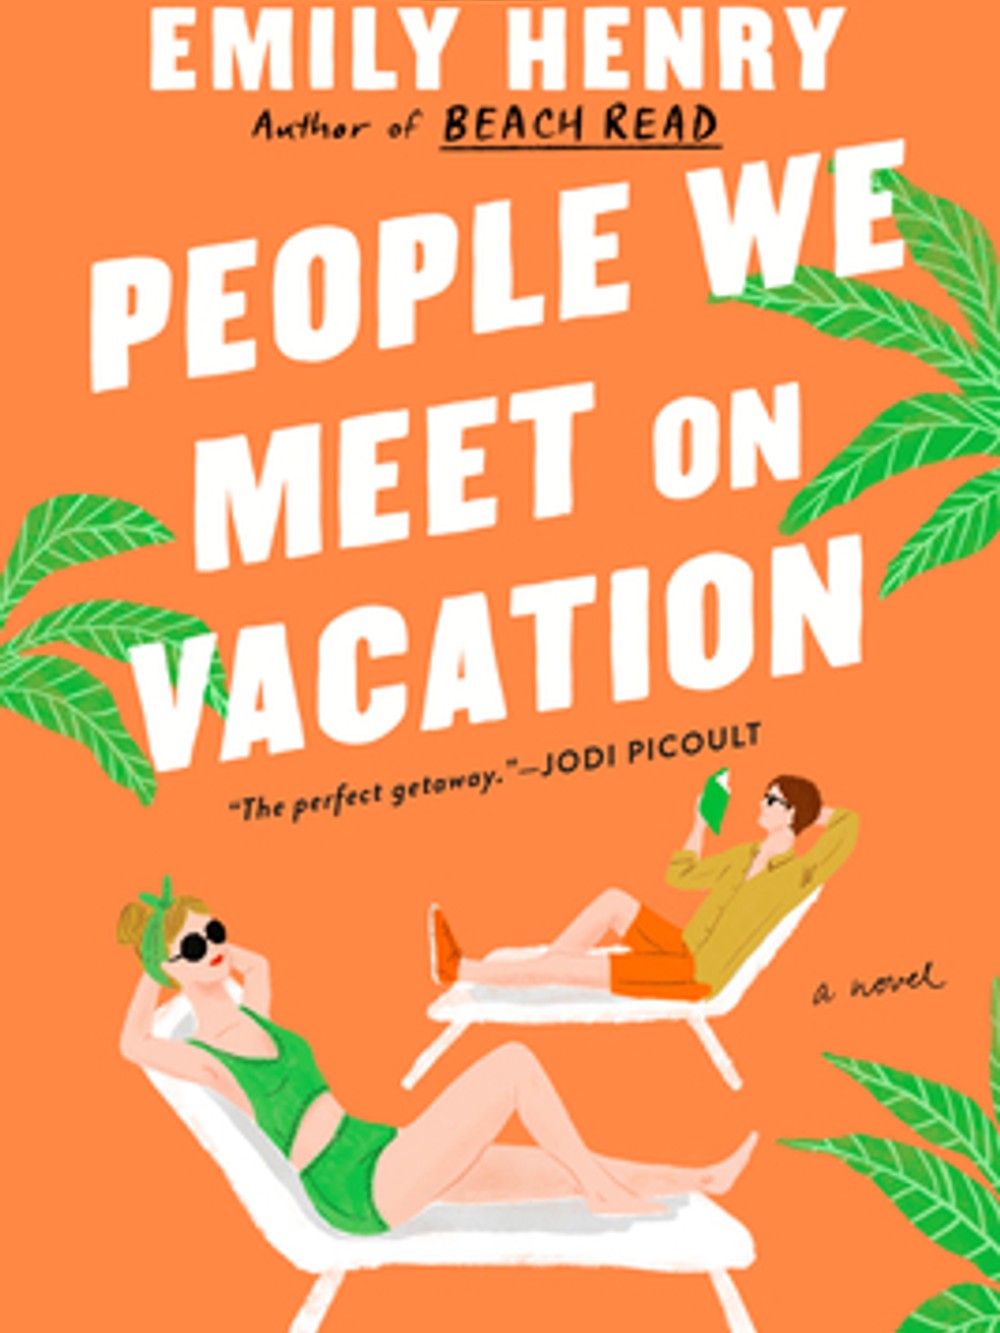 EMILY HENRY
Author of BEACH READ
PEOPLE WE
MEET ON
VACATION
"The perfect getaway."—JODI PICOULT
a novel